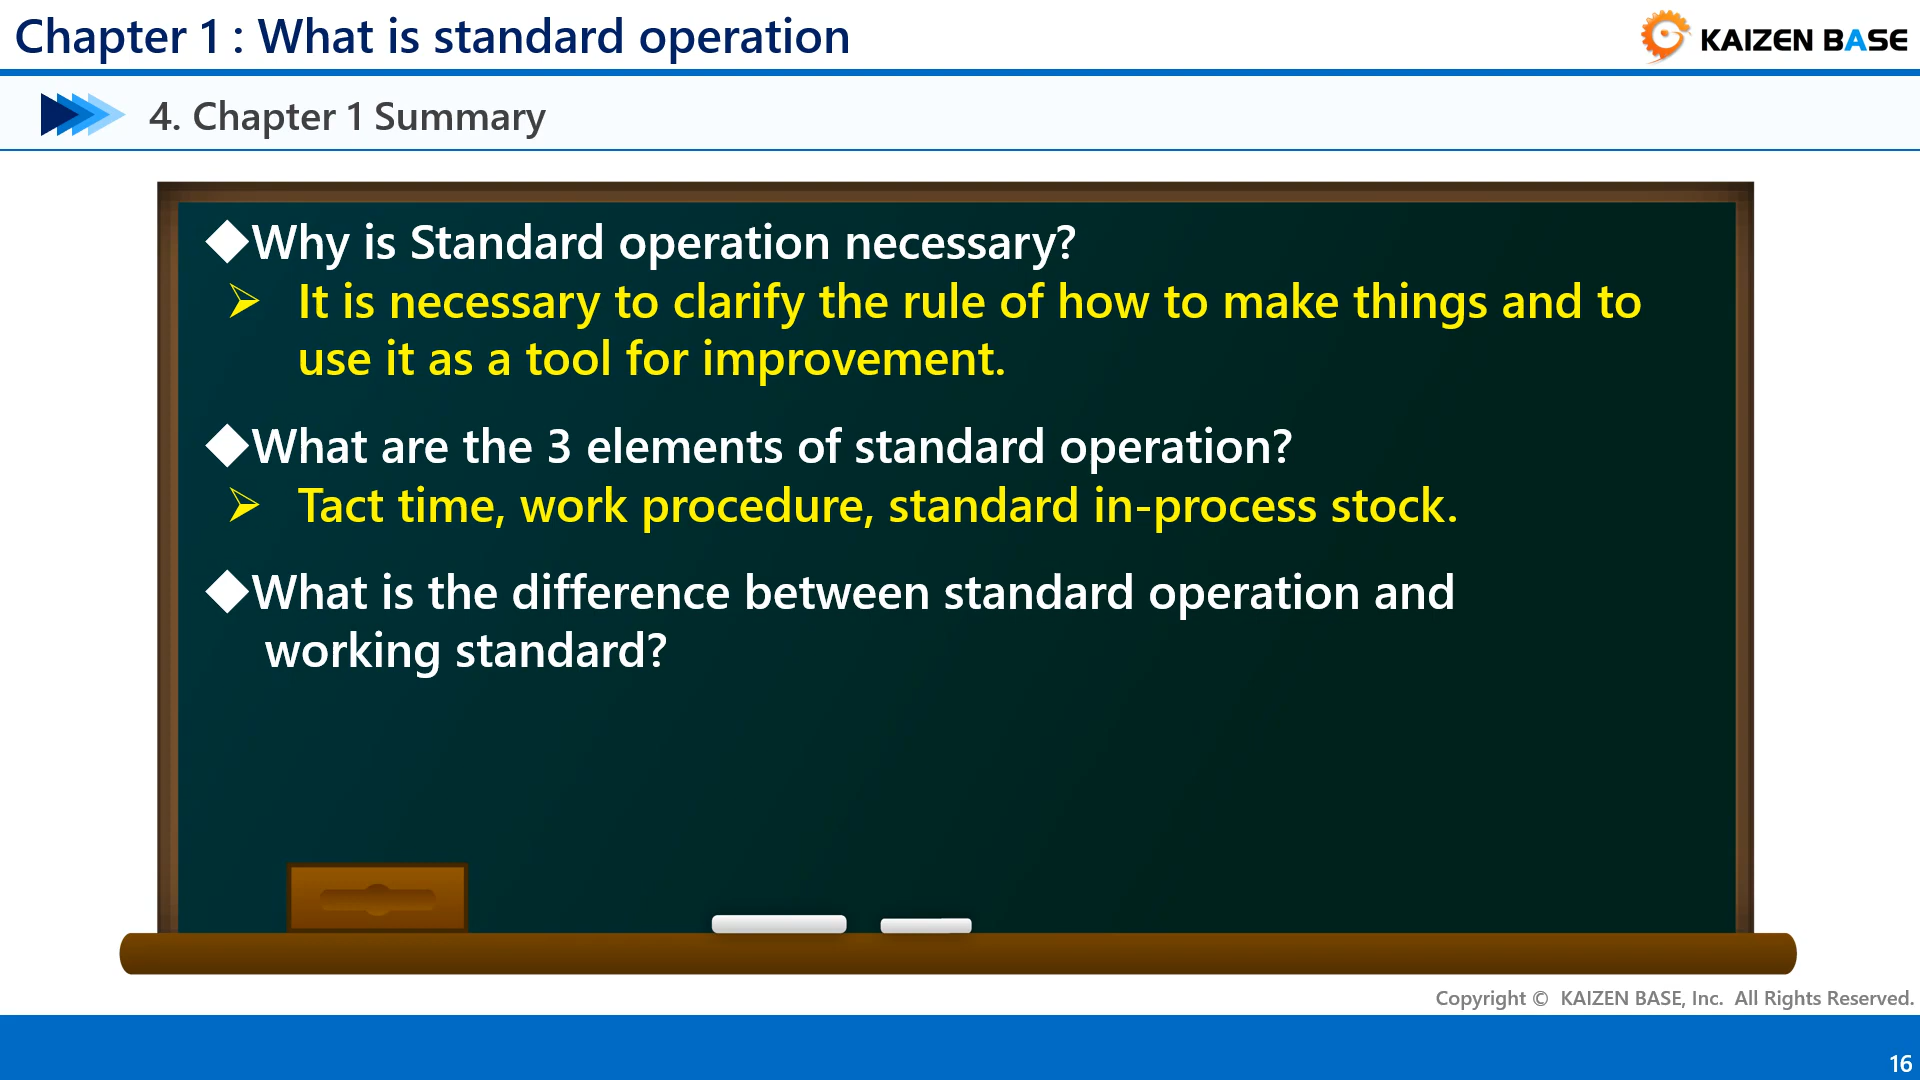 Chapter 1 : What is standard operation
KAIZEN BASE
4. Chapter 1 Summary
◆Why is Standard operation necessary?
➢ It is necessary to clarify the rule of how to make things and to
use it as a tool for improvement.
◆What are the 3 elements of standard operation?
➢ Tact time, work procedure, standard in-process stock.
◆What is the difference between standard operation and
working standard?
Copyright © KAIZEN BASE, Inc. All Rights Reserved.
16